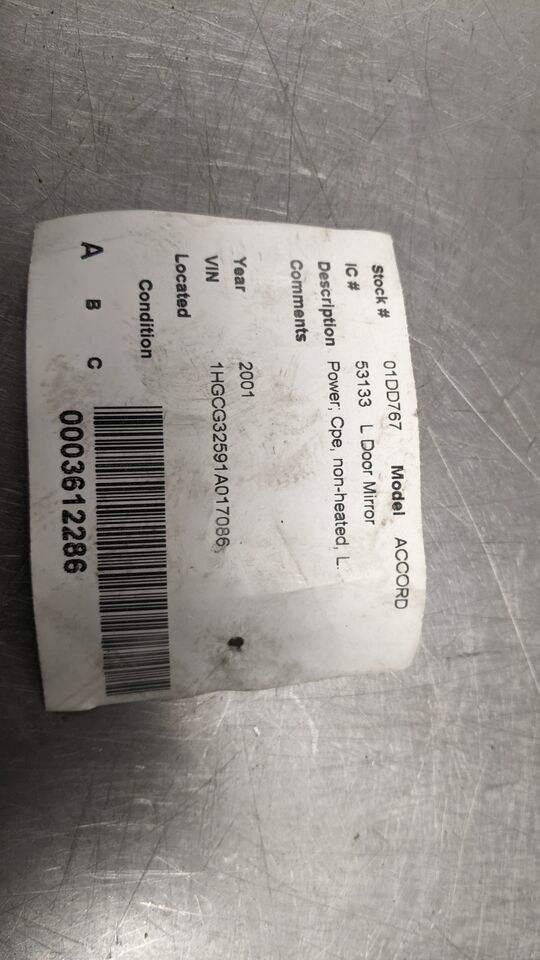 Stock # 01DD767 Model ACCORD
IC # 53133 L Door Mirror
Description Power; Cpe, non-heated, L.
Comments
Year 2001
VIN 1HGCG32591A017086
Located
Condition
A B C 0003612286